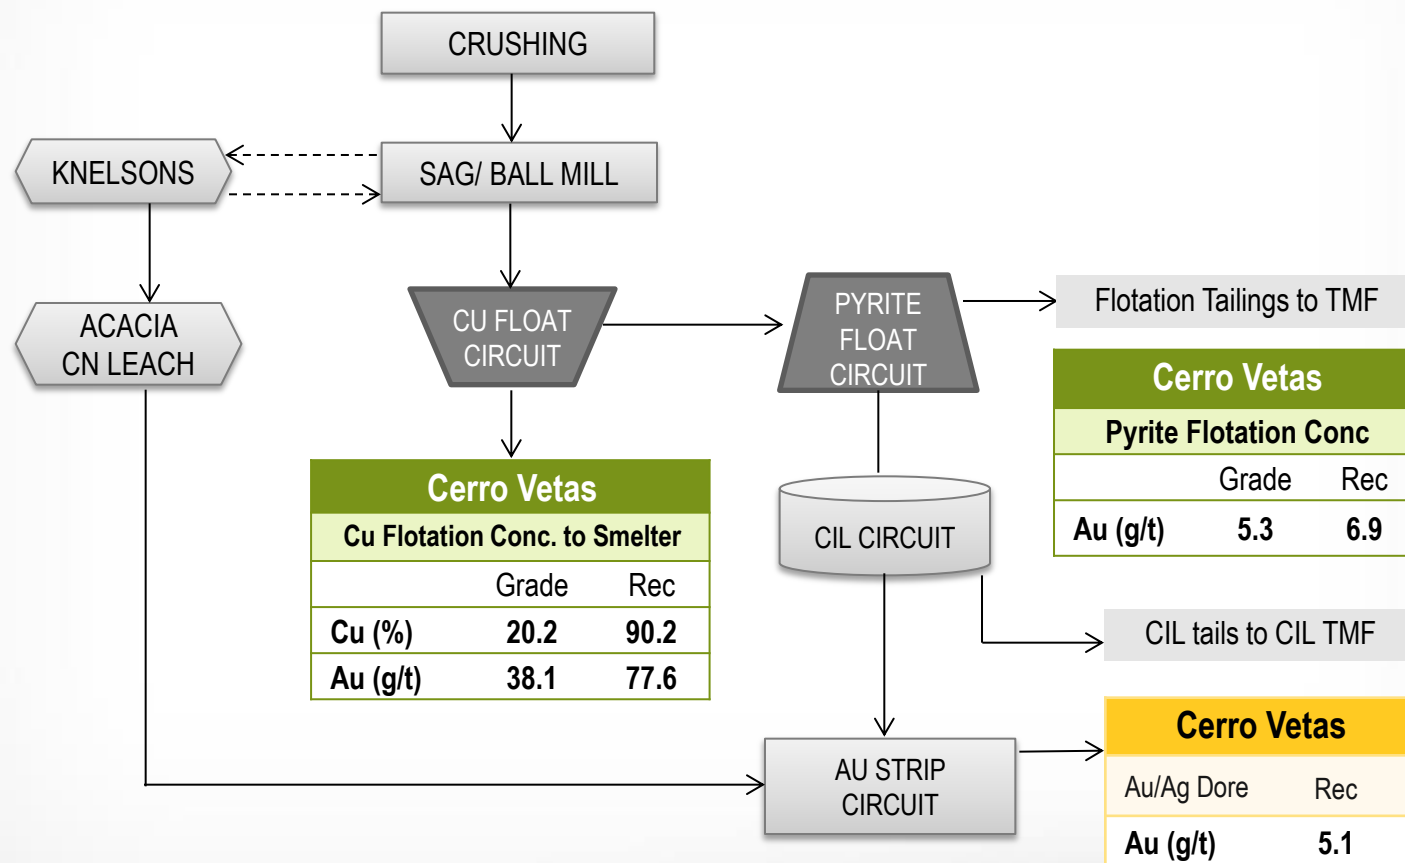 CRUSHING
KNELSONS
SAG/ BALL MILL
ACACIA
CN LEACH
CU FLOAT
CIRCUIT
PYRITE
FLOAT
CIRCUIT
Flotation Tailings to TMF
Cerro Vetas
Pyrite Flotation Conc
Grade Rec
Au (g/t) 5.3 6.9
Cerro Vetas
Cu Flotation Conc. to Smelter
Grade Rec
Cu (%) 20.2 90.2
Au (g/t) 38.1 77.6
CIL CIRCUIT
CIL tails to CIL TMF
AU STRIP
CIRCUIT
Cerro Vetas
Au/Ag Dore Rec
Au (g/t) 5.1